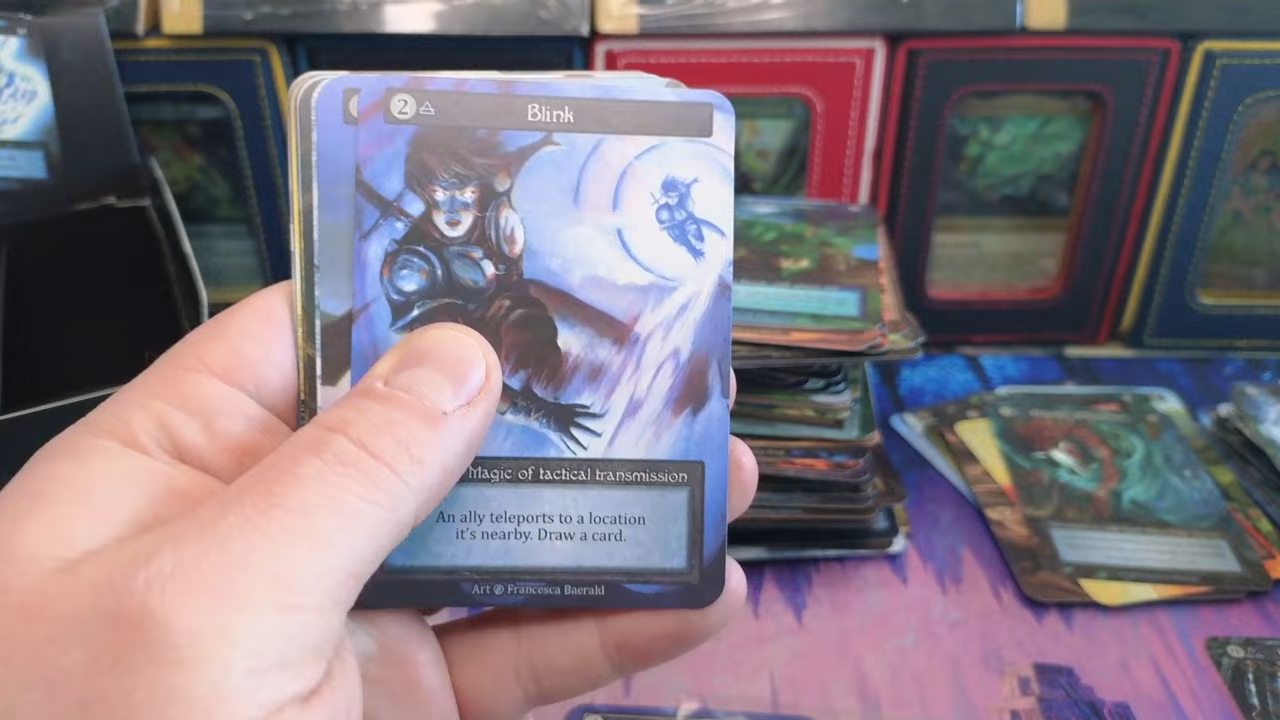 2 Blink
Magic of tactical transmission
An ally teleports to a location
it's nearby. Draw a card.
Art Francesca Baerald